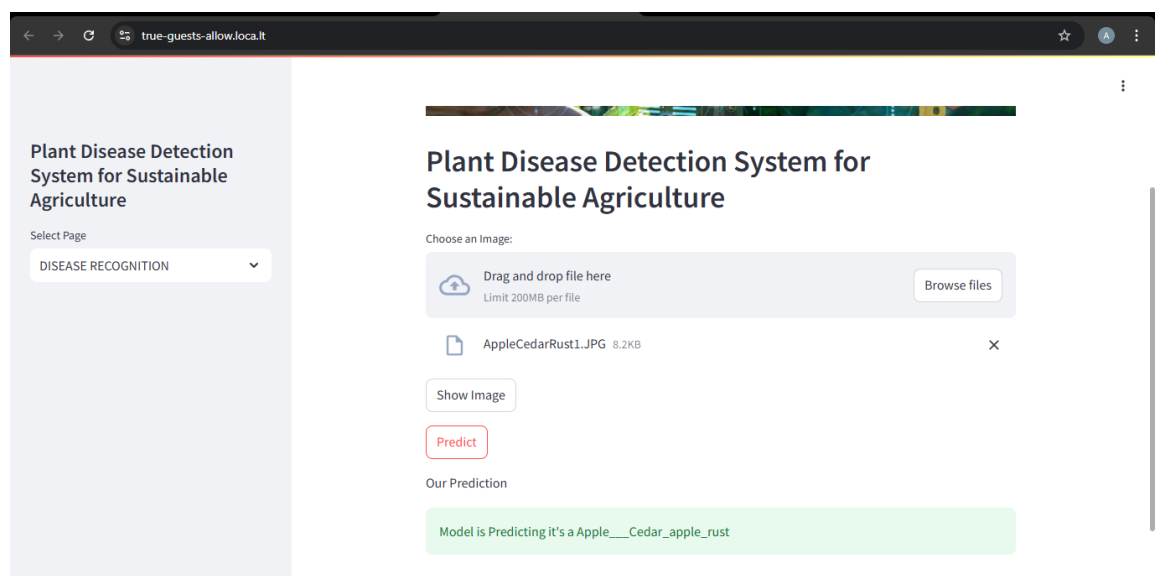 true-guests-allow.loca.lt
A
Plant Disease Detection
System for Sustainable
Agriculture
Select Page
DISEASE RECOGNITION
Plant Disease Detection System for
Sustainable Agriculture
Choose an Image:
Drag and drop file here
Limit 200MB per file
Browse files
AppleCedarRust1.JPG 8.2KB
Show Image
Predict
Our Prediction
Model is Predicting it's a Apple___Cedar_apple_rust